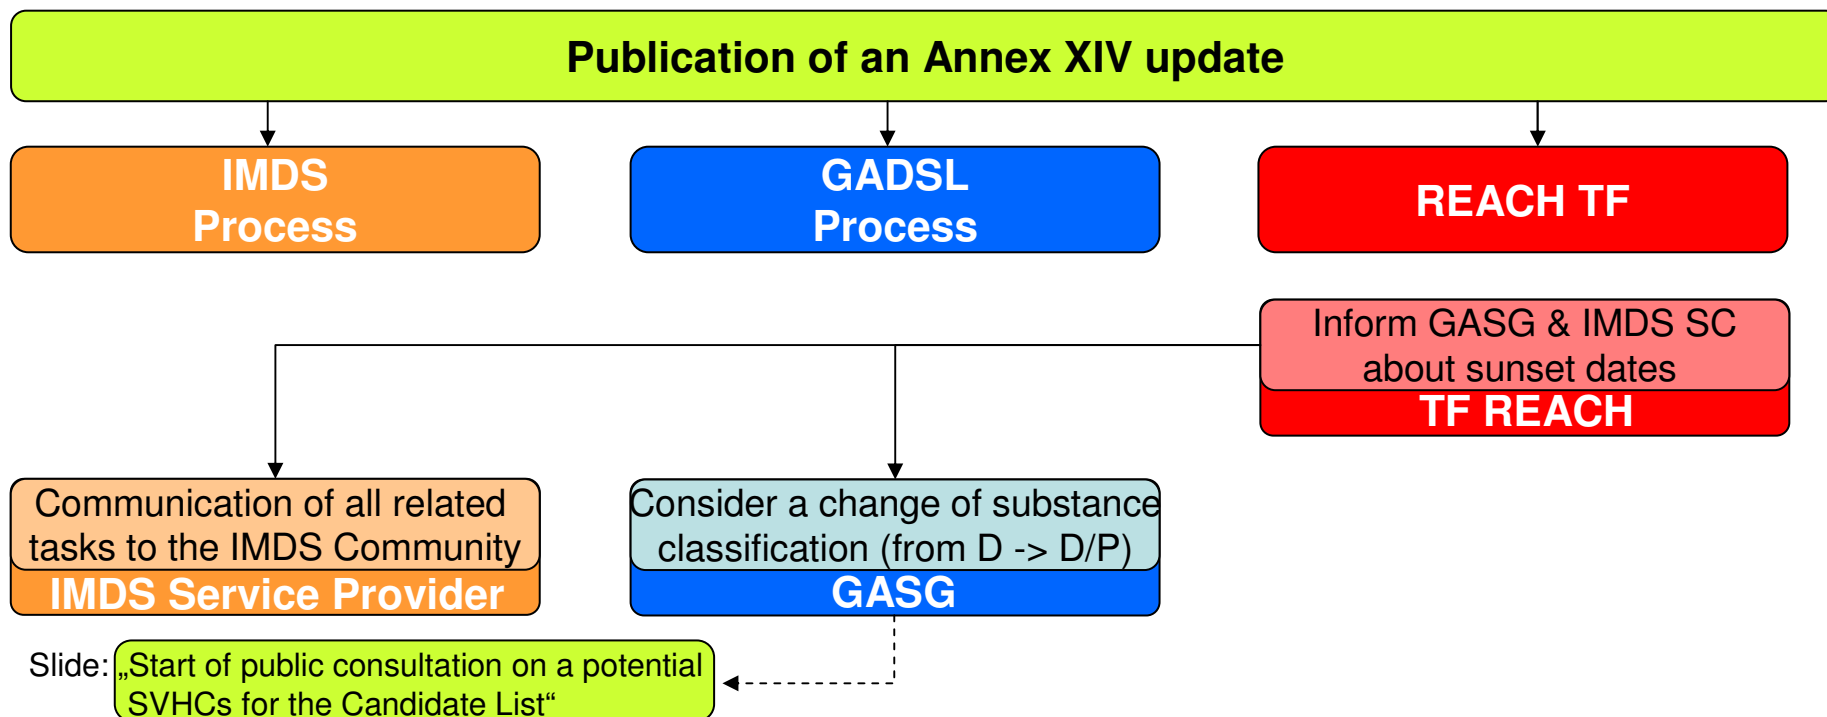 Publication of an Annex XIV update
IMDS
Process
GADSL
Process
REACH TF
Inform GASG & IMDS SC
about sunset dates
TF REACH
Communication of all related
tasks to the IMDS Community
IMDS Service Provider
Consider a change of substance
classification (from D -> D/P)
GASG
Slide: „Start of public consultation on a potential
SVHCs for the Candidate List“